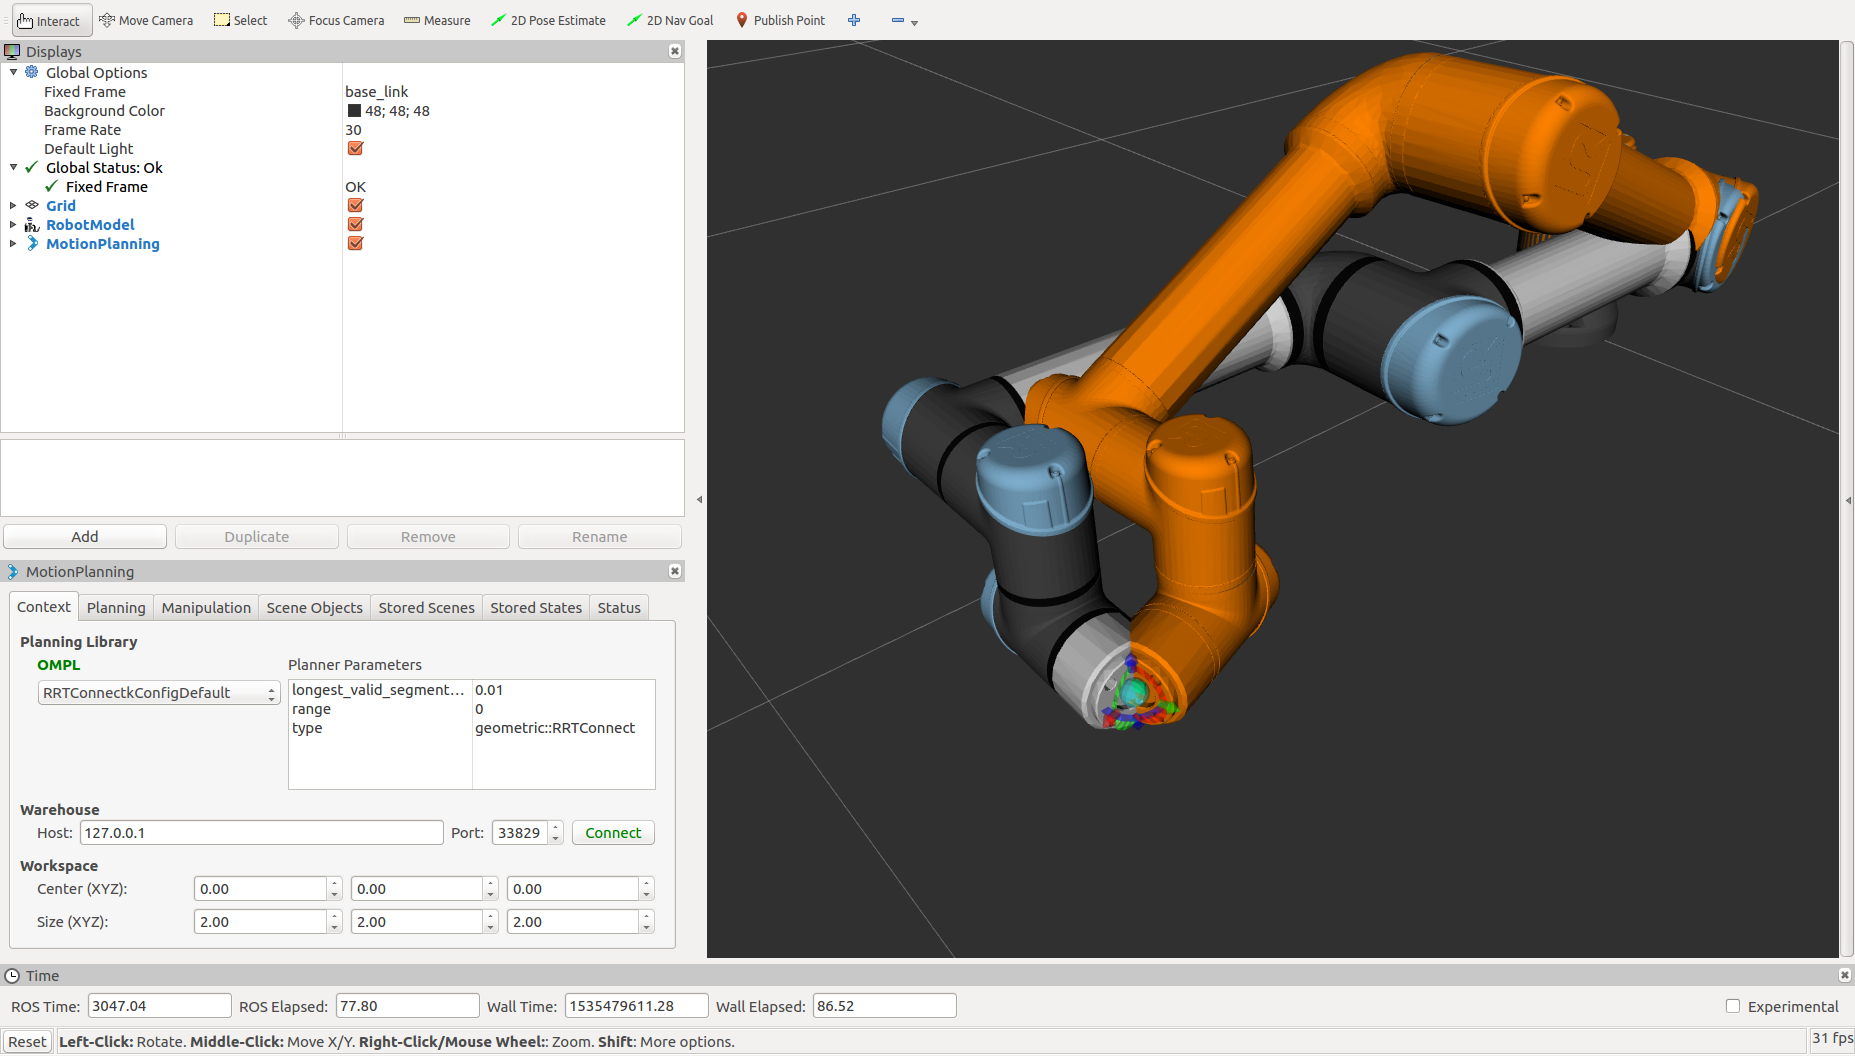 Interact Move Camera Select Focus Camera Measure 2D Pose Estimate 2D Nav Goal Publish Point
Displays
Global Options
Fixed Frame base_link
Background Color 48; 48; 48
Frame Rate 30
Default Light
Global Status: Ok
Fixed Frame OK
Grid
RobotModel
MotionPlanning
Add Duplicate Remove Rename
MotionPlanning
Context Planning Manipulation Scene Objects Stored Scenes Stored States Status
Planning Library
OMPL Planner Parameters
RRTConnectkConfigDefault
longest_valid_segment... 0.01
range 0
type geometric::RRTConnect
Warehouse
Host: 127.0.0.1 Port: 33829 Connect
Workspace
Center (XYZ): 0.00 0.00 0.00
Size (XYZ): 2.00 2.00 2.00
Time
ROS Time: 3047.04 ROS Elapsed: 77.80 Wall Time: 1535479611.28 Wall Elapsed: 86.52 Experimental
Reset Left-Click: Rotate. Middle-Click: Move X/Y. Right-Click/Mouse Wheel:: Zoom. Shift: More options. 31 fps